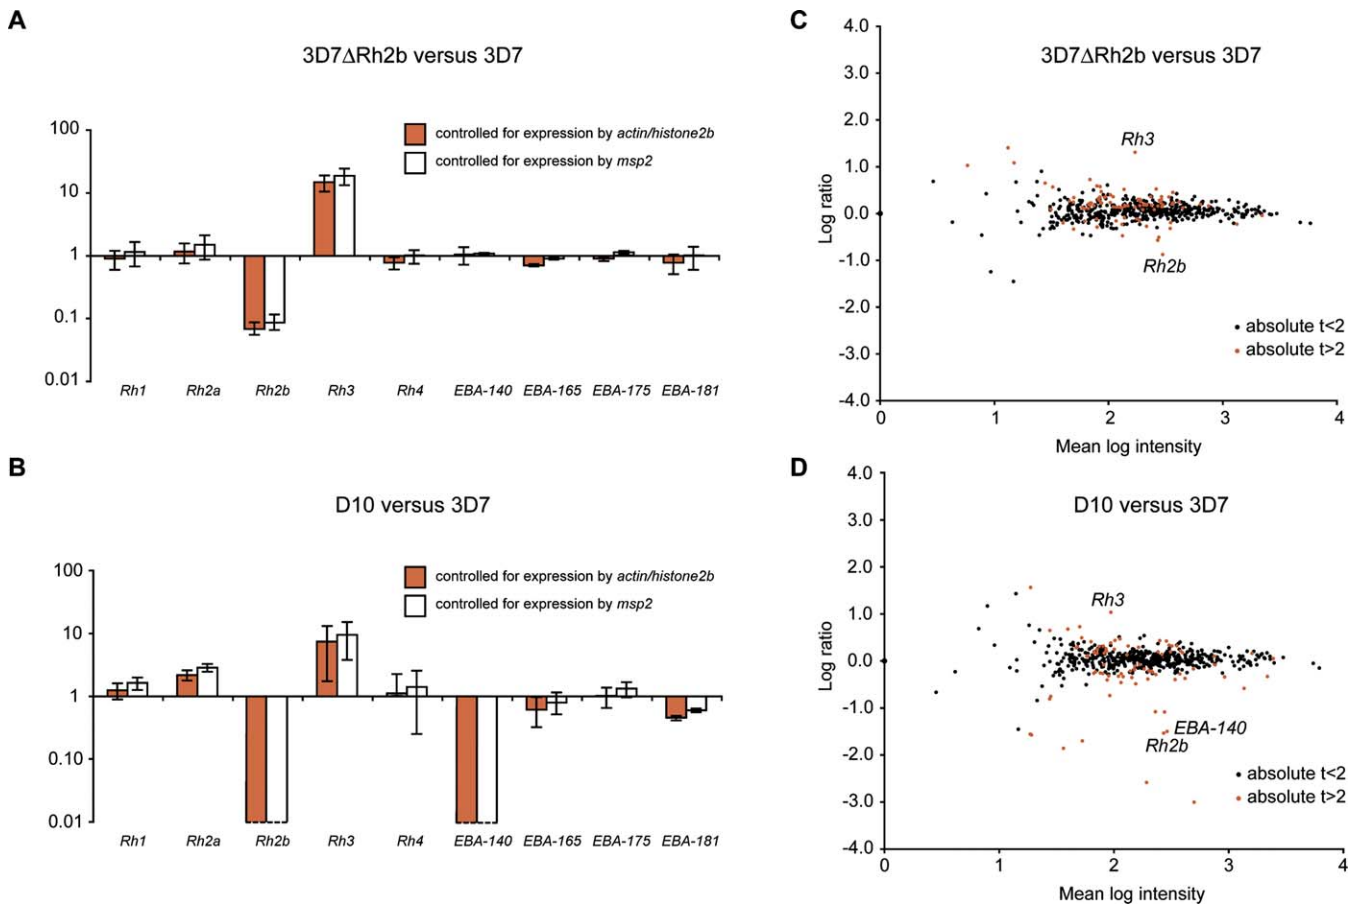 A
3D7ΔRh2b versus 3D7
100
10
1
0.1
0.01
controlled for expression by actin/histone2b
controlled for expression by msp2
Rh1 Rh2a Rh2b Rh3 Rh4 EBA-140 EBA-165 EBA-175 EBA-181
B
D10 versus 3D7
100
10
1
0.10
0.01
controlled for expression by actin/histone2b
controlled for expression by msp2
Rh1 Rh2a Rh2b Rh3 Rh4 EBA-140 EBA-165 EBA-175 EBA-181
C
3D7ΔRh2b versus 3D7
4.0
3.0
2.0
1.0
0.0
-1.0
-2.0
-3.0
-4.0
Log ratio
Rh3
Rh2b
absolute t<2
absolute t>2
0 1 2 3 4
Mean log intensity
D
D10 versus 3D7
4.0
3.0
2.0
1.0
0.0
-1.0
-2.0
-3.0
-4.0
Log ratio
Rh3
EBA-140
Rh2b
absolute t<2
absolute t>2
0 1 2 3 4
Mean log intensity